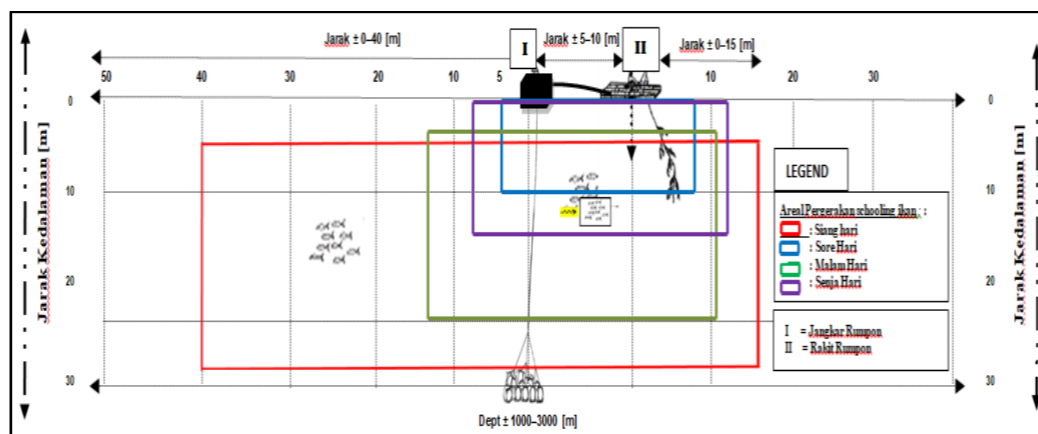 Jarak ± 0–40 [m]
I
Jarak ± 5–10 [m]
II
Jarak ± 0–15 [m]
50 40 30 20 10 5 10 20 30
0 0
10 10
20 20
30 30
Jarak Kedalaman [m]
Jarak Kedalaman [m]
LEGEND
Areal Pergerakan schooling ikan : :
: Siang hari
: Sore Hari
: Malam Hari
: Senja Hari
I = Jangkar Rumpon
II = Rakit Rumpon
Dept ± 1000–3000 [m]